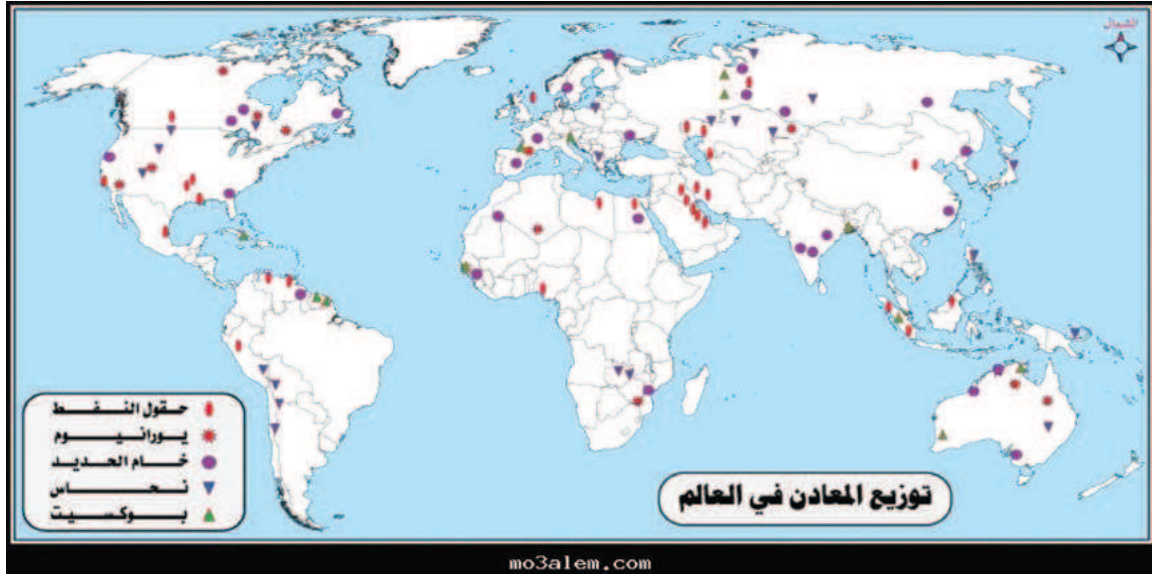 الشمال
حقول النفط
يورانيوم
خام الحديد
نحاس
بوكسيت
توزيع المعادن في العالم
mo3alem.com